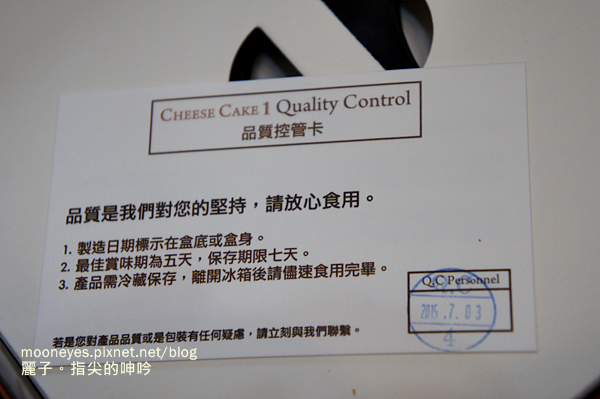 CHEESE CAKE 1 Quality Control
品質控管卡
品質是我們對您的堅持，請放心食用。
1. 製造日期標示在盒底或盒身。
2. 最佳賞味期為五天，保存期限七天。
3. 產品需冷藏保存，離開冰箱後請儘速食用完畢。
Q.C Personnel
2015.7.03
4
若是您對產品品質或是包裝有任何疑慮，請立刻與我們聯繫。
mooneyes.pixnet.net/blog
麗子。指尖的呻吟